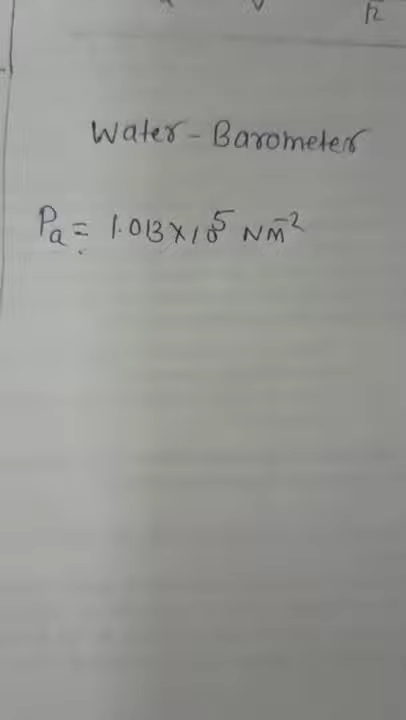 Water - Barometer
Pa = 1.013 × 10⁵ Nm⁻²